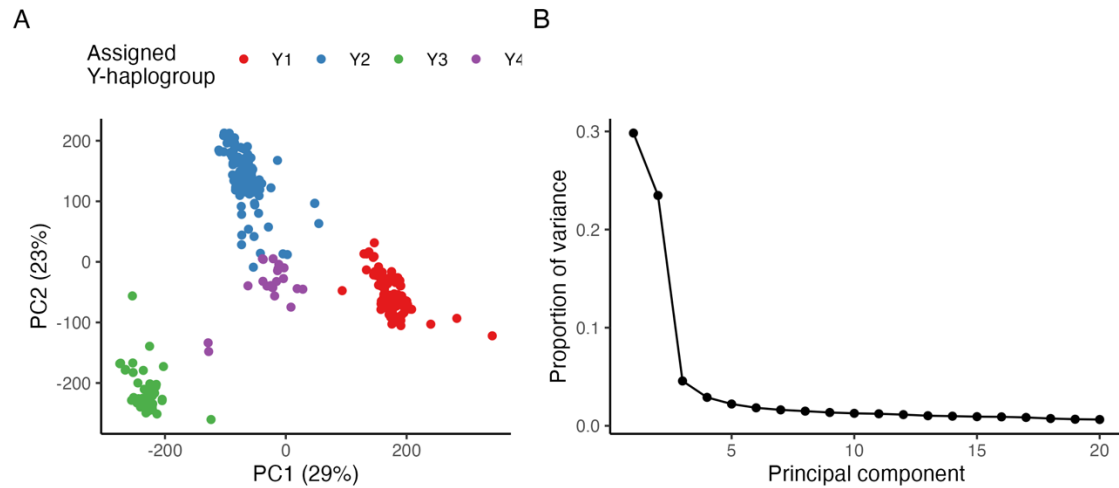 A
Assigned
Y-haplogroup
Y1 Y2 Y3 Y4
200
100
0
-100
-200
PC2 (23%)
-200 0 200
PC1 (29%)
B
0.3
0.2
0.1
0.0
Proportion of variance
5 10 15 20
Principal component